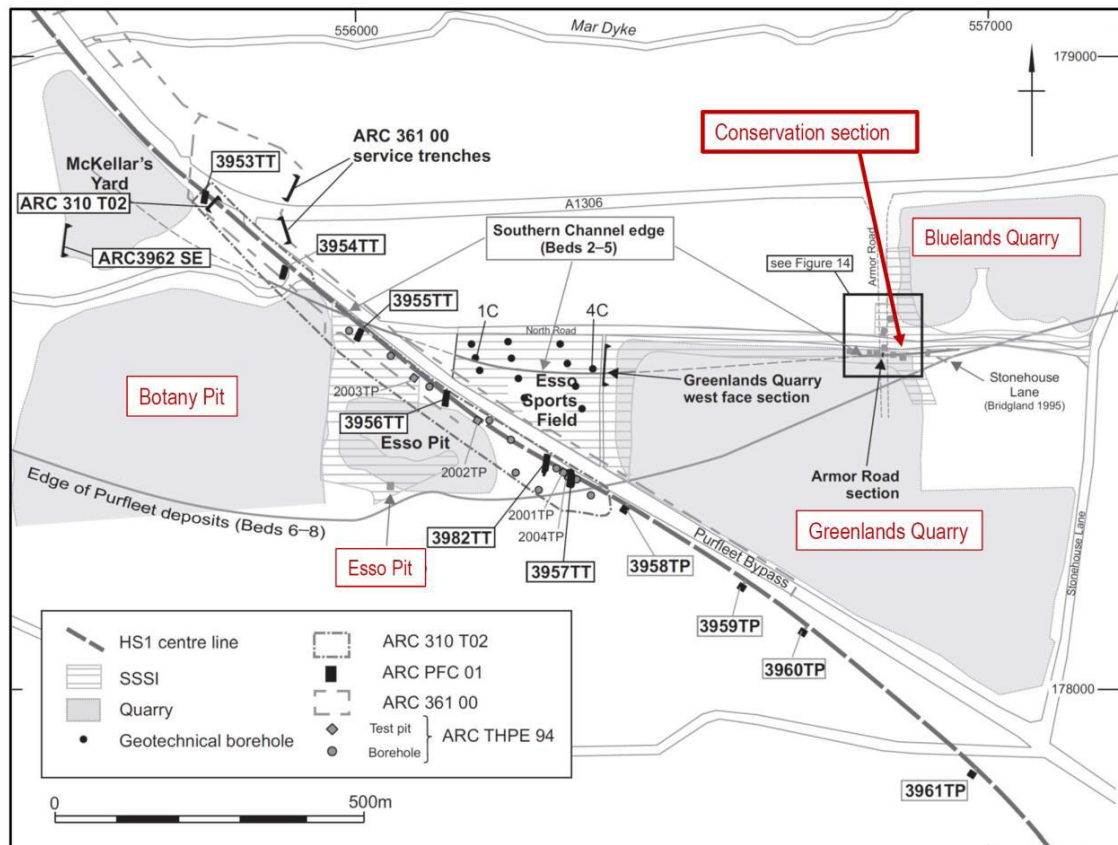 556000
Mar Dyke
557000
179000
Conservation section
ARC 361 00
service trenches
3953TT
McKellar's
Yard
ARC 310 T02
A1306
Southern Channel edge
(Beds 2–5)
Armor Road
Bluelands Quarry
ARC3962 SE
3954TT
see Figure 14
3955TT
1C
North Road
4C
Botany Pit
2003TP
Esso
Sports
Field
Greenlands Quarry
west face section
Stonehouse
Lane
(Bridgland 1995)
3956TT
Esso Pit
2002TP
Armor Road
section
Edge of Purfleet deposits (Beds 6–8)
2001TP
2004TP
Greenlands Quarry
3982TT
Esso Pit
3957TT
3958TP
Purfleet Bypass
Stonehouse Lane
3959TP
3960TP
HS1 centre line
SSSI
Quarry
Geotechnical borehole
ARC 310 T02
ARC PFC 01
ARC 361 00
Test pit
Borehole
ARC THPE 94
178000
3961TP
0
500m